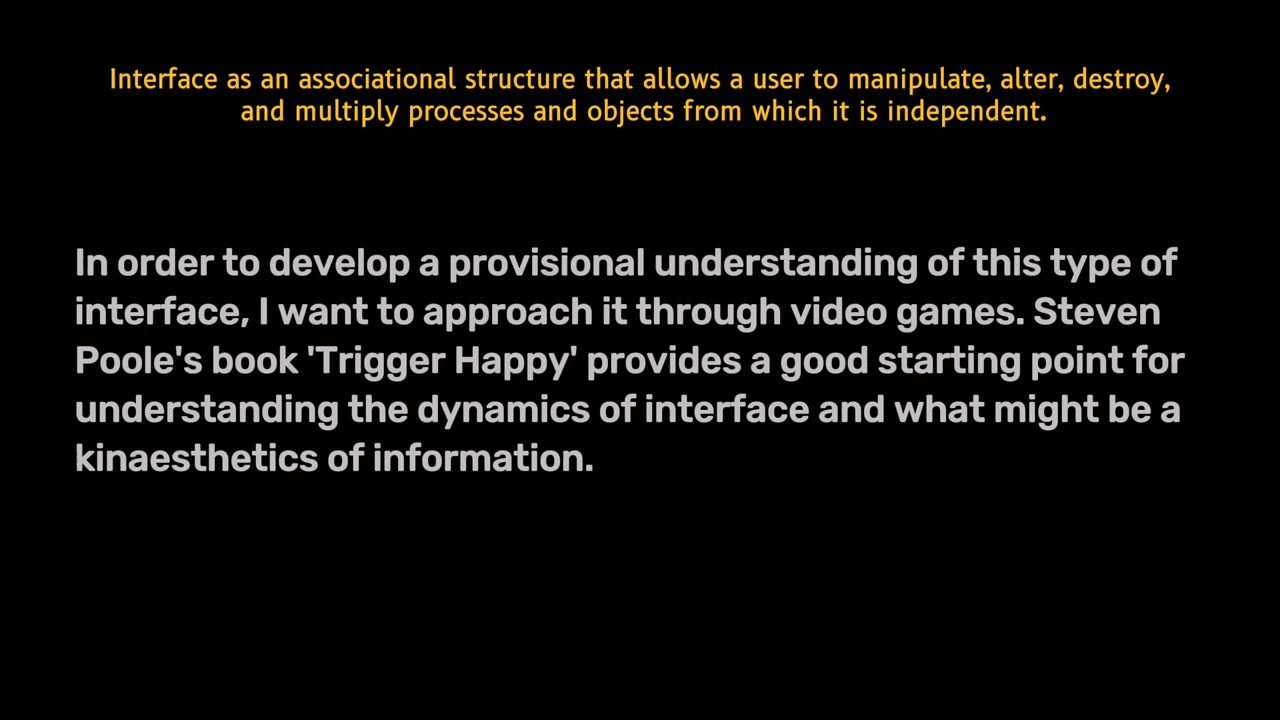 Interface as an associational structure that allows a user to manipulate, alter, destroy,
and multiply processes and objects from which it is independent.
In order to develop a provisional understanding of this type of
interface, I want to approach it through video games. Steven
Poole's book 'Trigger Happy' provides a good starting point for
understanding the dynamics of interface and what might be a
kinaesthetics of information.